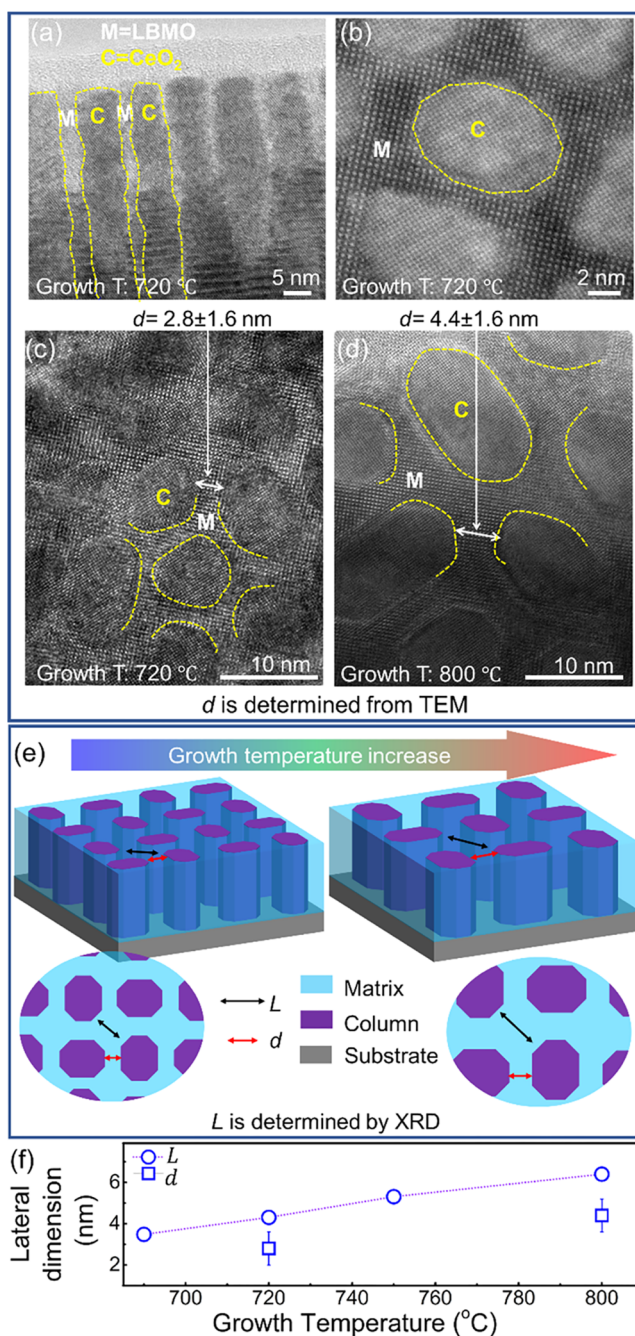 (a)
M=LBMO
C=CeO₂
M
C
M
C
Growth T: 720 ℃
5 nm
(b)
C
M
Growth T: 720 ℃
2 nm
d= 2.8±1.6 nm
d= 4.4±1.6 nm
(c)
C
M
Growth T: 720 ℃
10 nm
(d)
C
M
Growth T: 800 ℃
10 nm
d is determined from TEM
(e)
Growth temperature increase
L
d
Matrix
Column
Substrate
L is determined by XRD
(f)
L
d
Lateral
dimension
(nm)
6
4
2
700
720
740
760
780
800
Growth Temperature (°C)